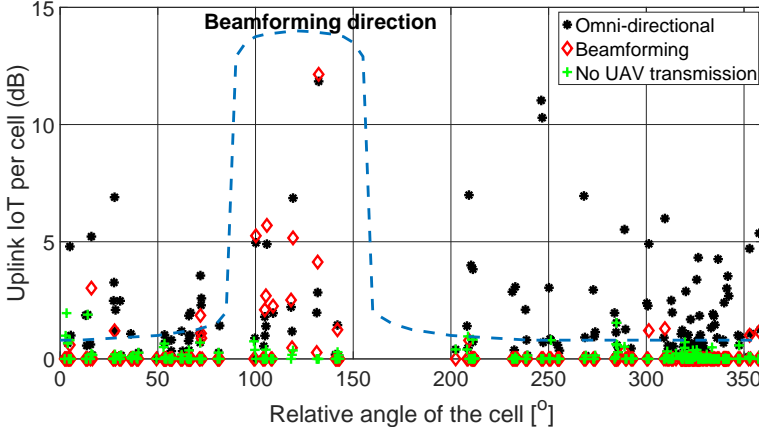 Beamforming direction
Omni-directional
Beamforming
No UAV transmission
Uplink IoT per cell (dB)
15
10
5
0
0 50 100 150 200 250 300 350
Relative angle of the cell [°]